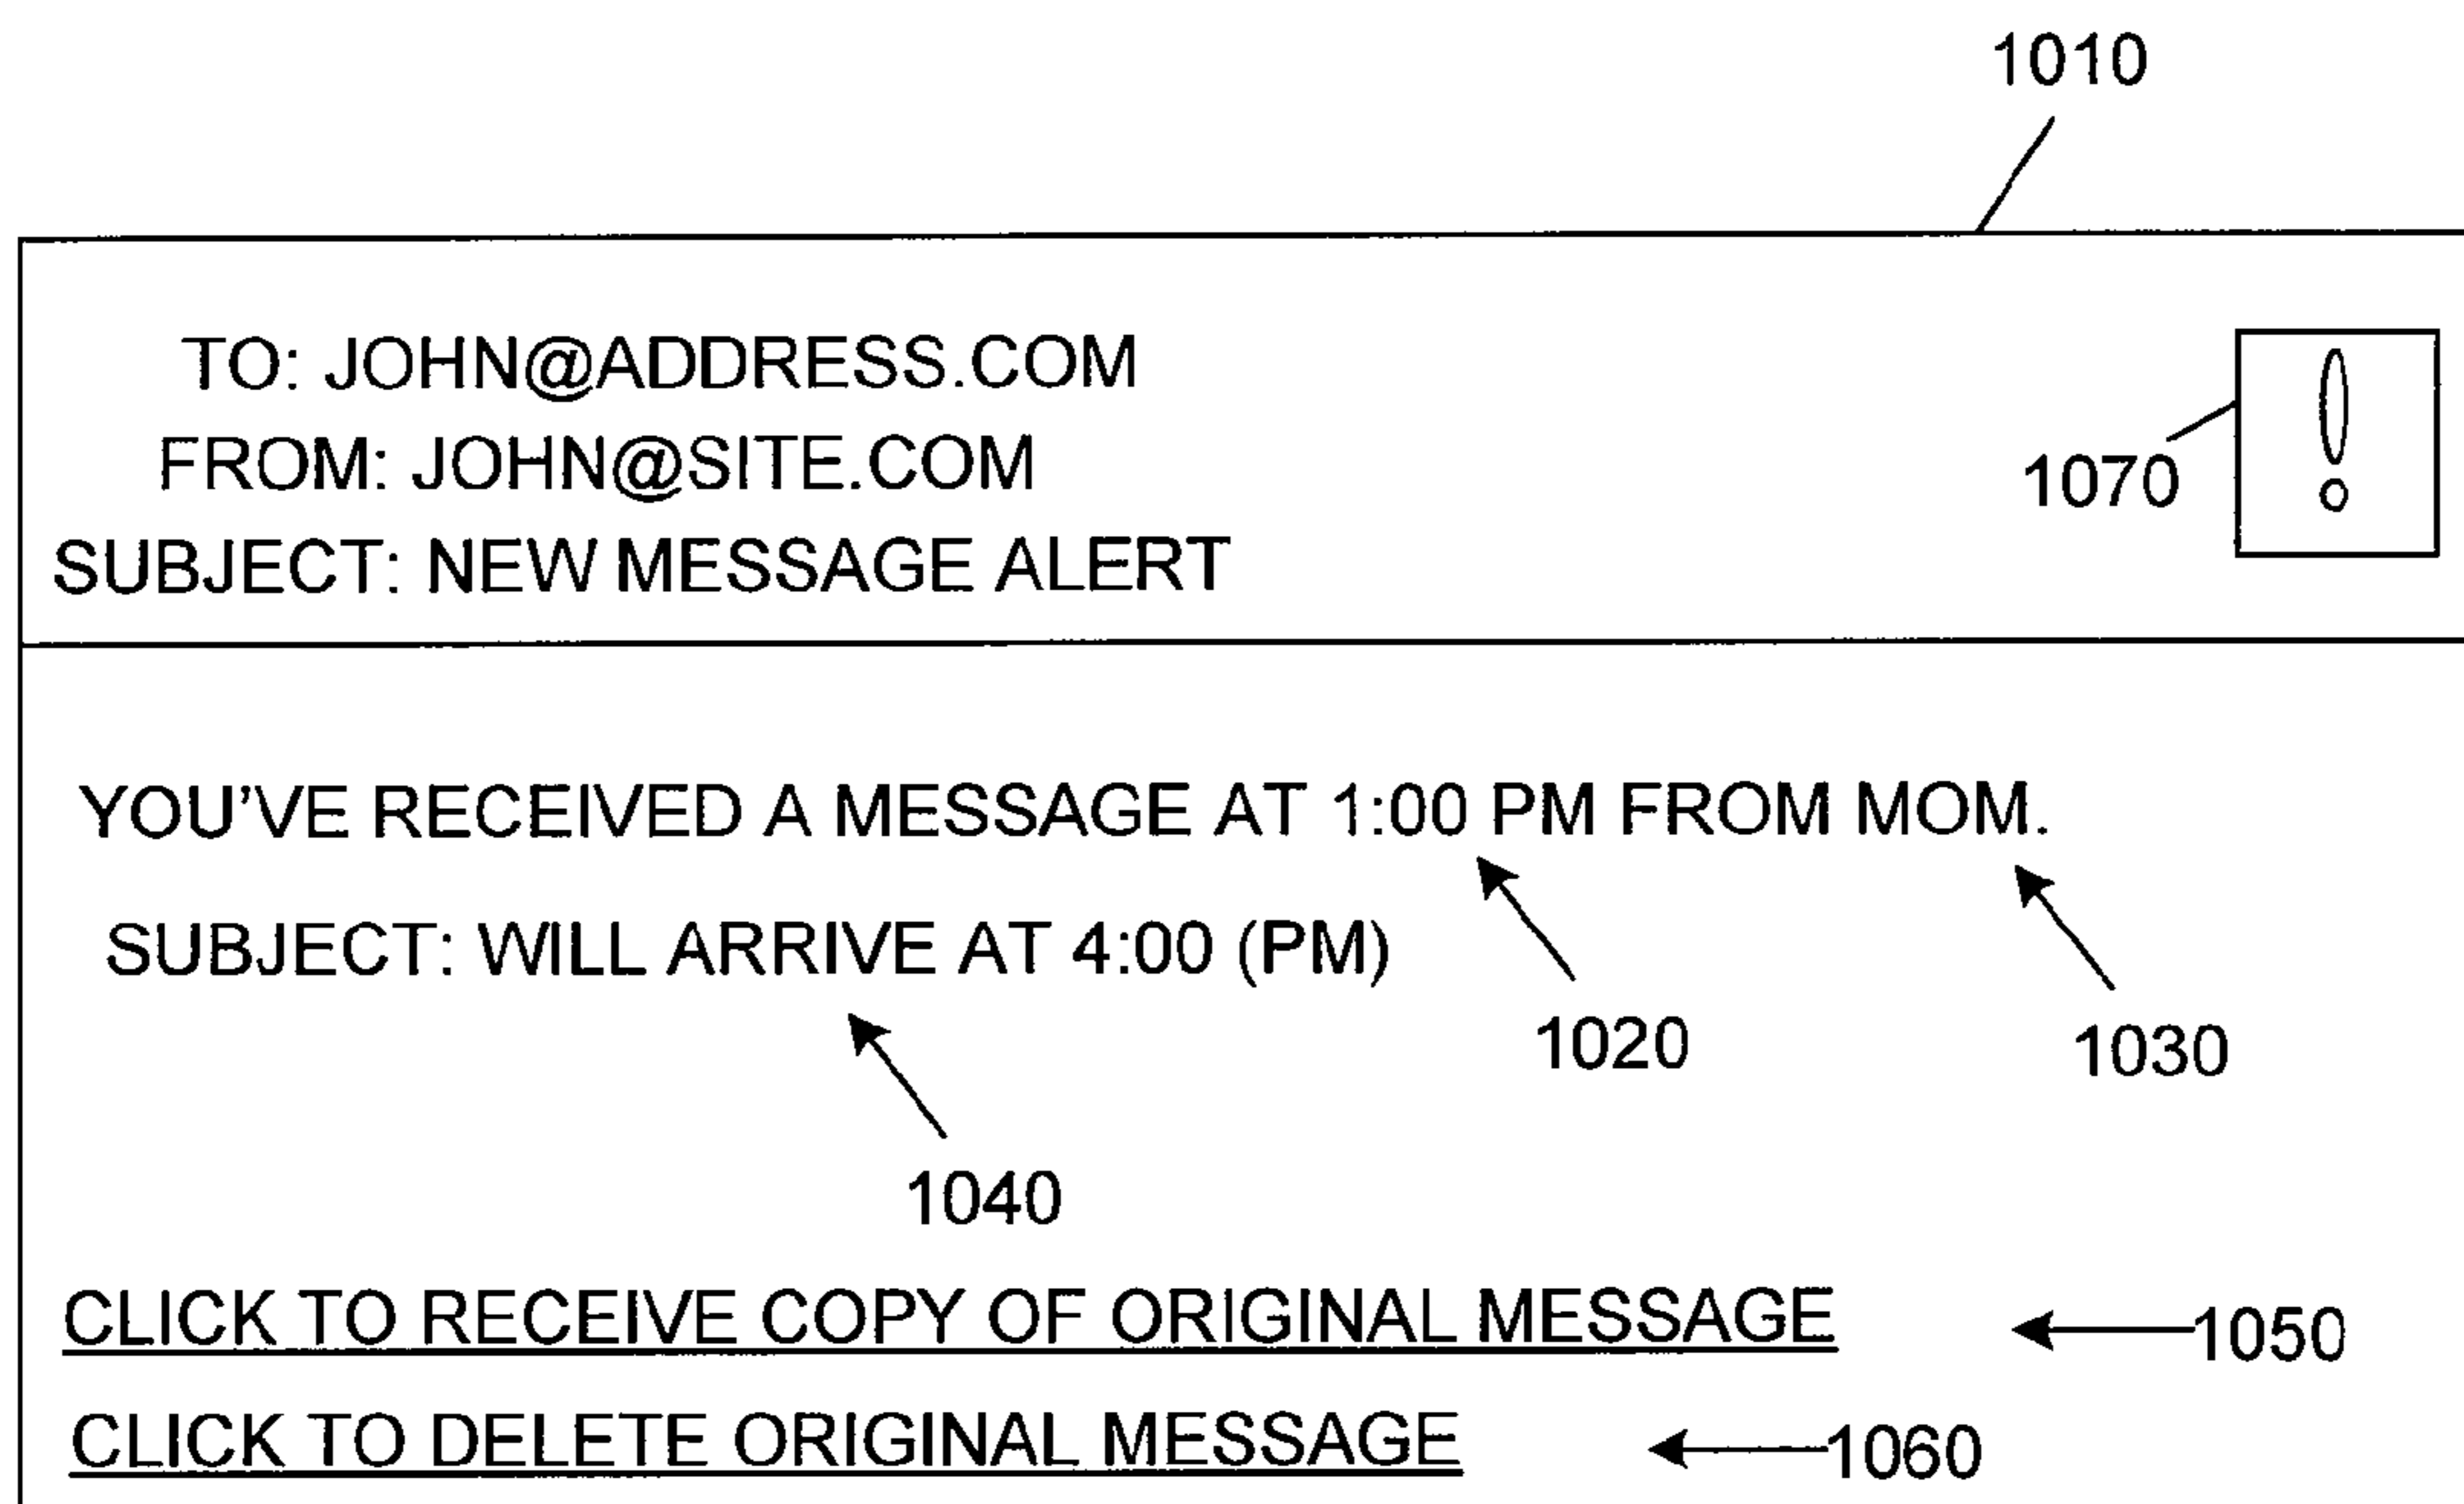 1010
TO: JOHN@ADDRESS.COM
FROM: JOHN@SITE.COM
1070
!
SUBJECT: NEW MESSAGE ALERT
YOU'VE RECEIVED A MESSAGE AT 1:00 PM FROM MOM.
SUBJECT: WILL ARRIVE AT 4:00 (PM)
1020
1030
1040
CLICK TO RECEIVE COPY OF ORIGINAL MESSAGE
1050
CLICK TO DELETE ORIGINAL MESSAGE
1060